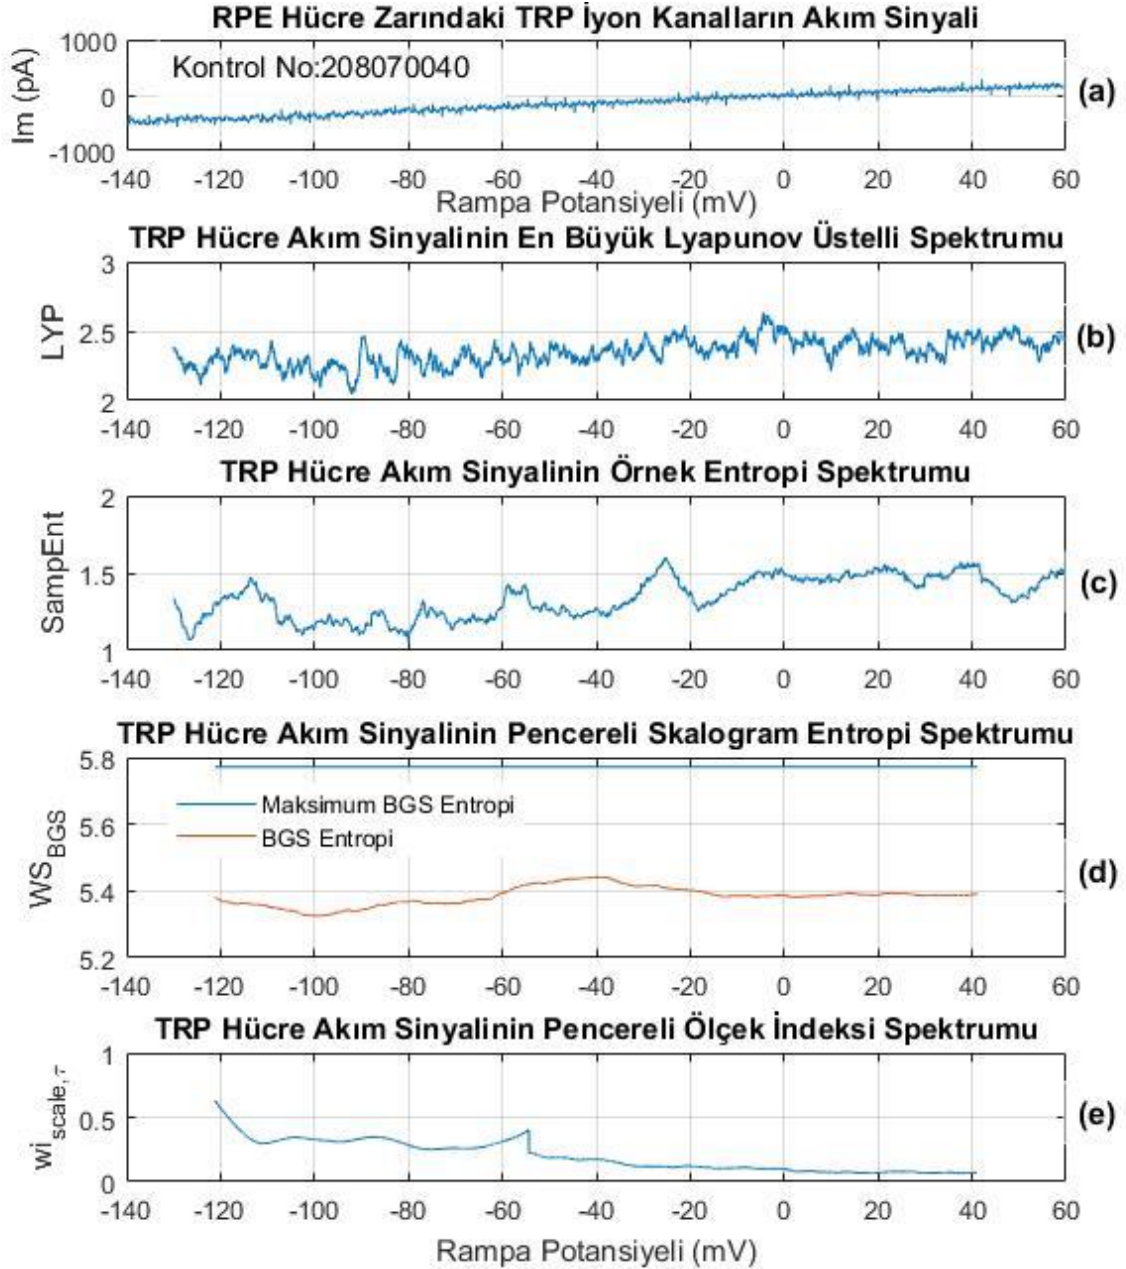 RPE Hücre Zarındaki TRP İyon Kanalların Akım Sinyali
1000
0
-1000
Im (pA)
Kontrol No:208070040
(a)
-140 -120 -100 -80 -60 -40 -20 0 20 40 60
Rampa Potansiyeli (mV)
TRP Hücre Akım Sinyalinin En Büyük Lyapunov Üstelli Spektrumu
3
2.5
2
LYP
(b)
-140 -120 -100 -80 -60 -40 -20 0 20 40 60
TRP Hücre Akım Sinyalinin Örnek Entropi Spektrumu
2
1.5
1
SampEnt
(c)
-140 -120 -100 -80 -60 -40 -20 0 20 40 60
TRP Hücre Akım Sinyalinin Pencereli Skalogram Entropi Spektrumu
5.8
5.6
5.4
5.2
WS_BGS
Maksimum BGS Entropi
BGS Entropi
(d)
-140 -120 -100 -80 -60 -40 -20 0 20 40 60
TRP Hücre Akım Sinyalinin Pencereli Ölçek İndeksi Spektrumu
1
0.5
0
wi_scale,τ
(e)
-140 -120 -100 -80 -60 -40 -20 0 20 40 60
Rampa Potansiyeli (mV)